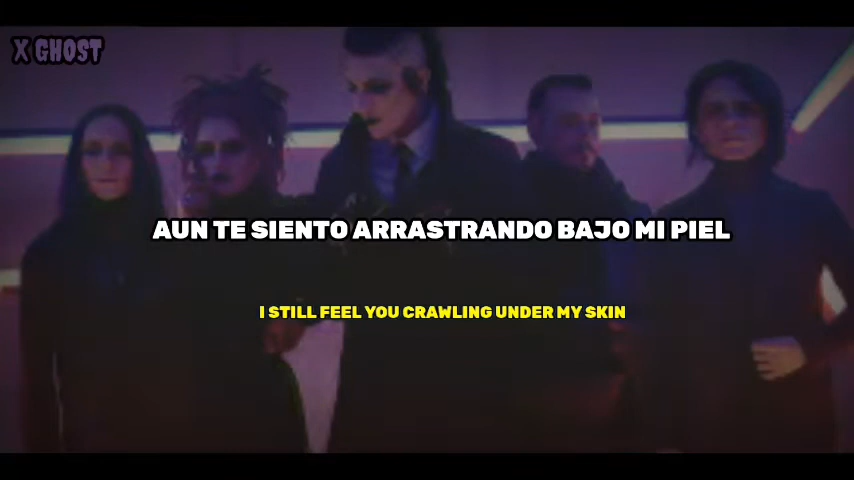 X GHOST
AUN TE SIENTO ARRASTRANDO BAJO MI PIEL
I STILL FEEL YOU CRAWLING UNDER MY SKIN